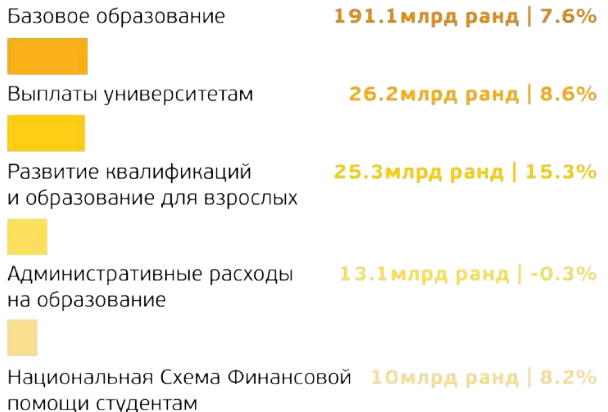 Базовое образование 191.1млрд ранд | 7.6%
Выплаты университетам 26.2млрд ранд | 8.6%
Развитие квалификаций 25.3млрд ранд | 15.3%
и образование для взрослых
Административные расходы 13.1млрд ранд | -0.3%
на образование
Национальная Схема Финансовой 10млрд ранд | 8.2%
помощи студентам